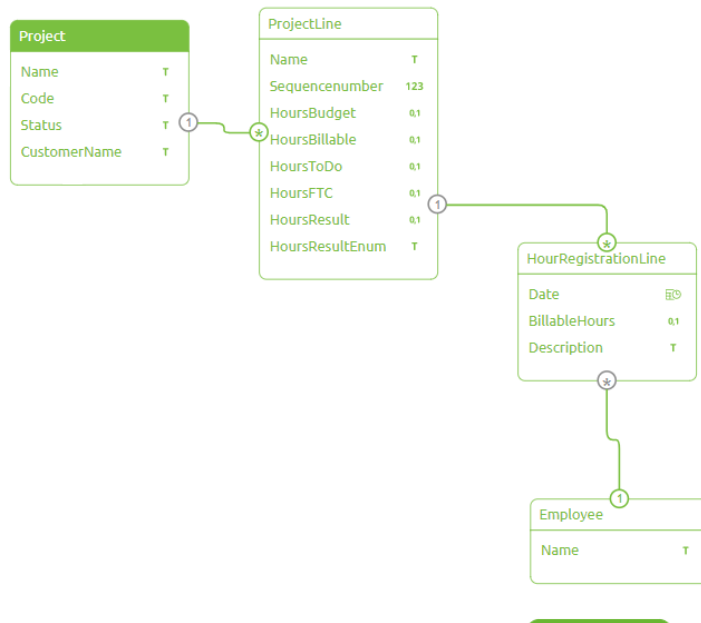 Project
Name T
Code T
Status T
CustomerName T
1
*
ProjectLine
Name T
Sequencenumber 123
HoursBudget 0,1
HoursBillable 0,1
HoursToDo 0,1
HoursFTC 0,1
HoursResult 0,1
HoursResultEnum T
1
*
HourRegistrationLine
Date
BillableHours 0,1
Description T
*
1
Employee
Name T